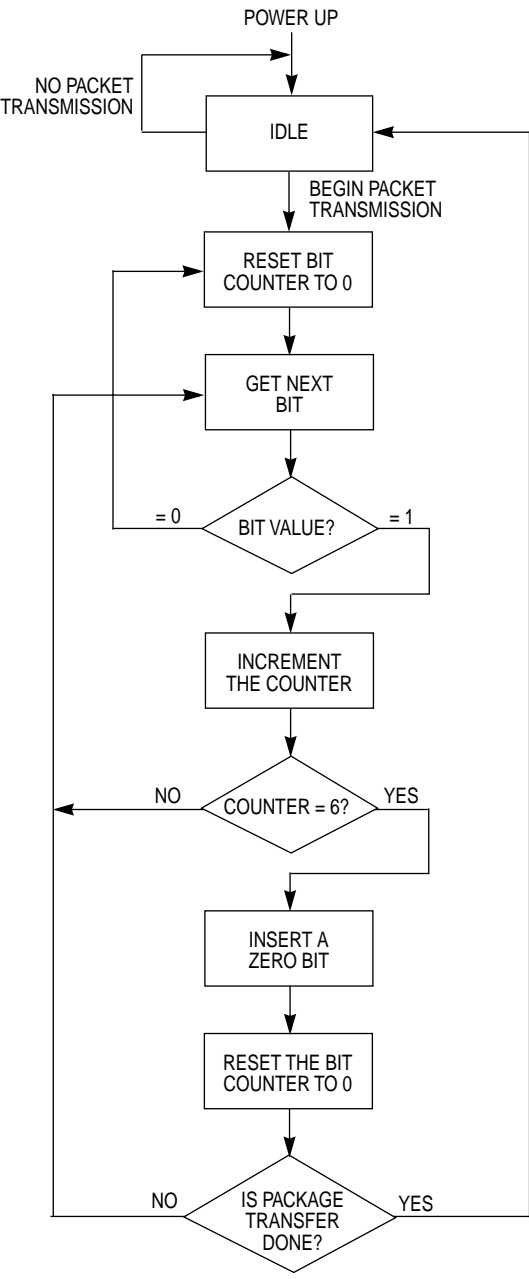 POWER UP
NO PACKET
TRANSMISSION
IDLE
BEGIN PACKET
TRANSMISSION
RESET BIT
COUNTER TO 0
GET NEXT
BIT
= 0
BIT VALUE?
= 1
INCREMENT
THE COUNTER
NO
COUNTER = 6?
YES
INSERT A
ZERO BIT
RESET THE BIT
COUNTER TO 0
NO
IS PACKAGE
TRANSFER
DONE?
YES